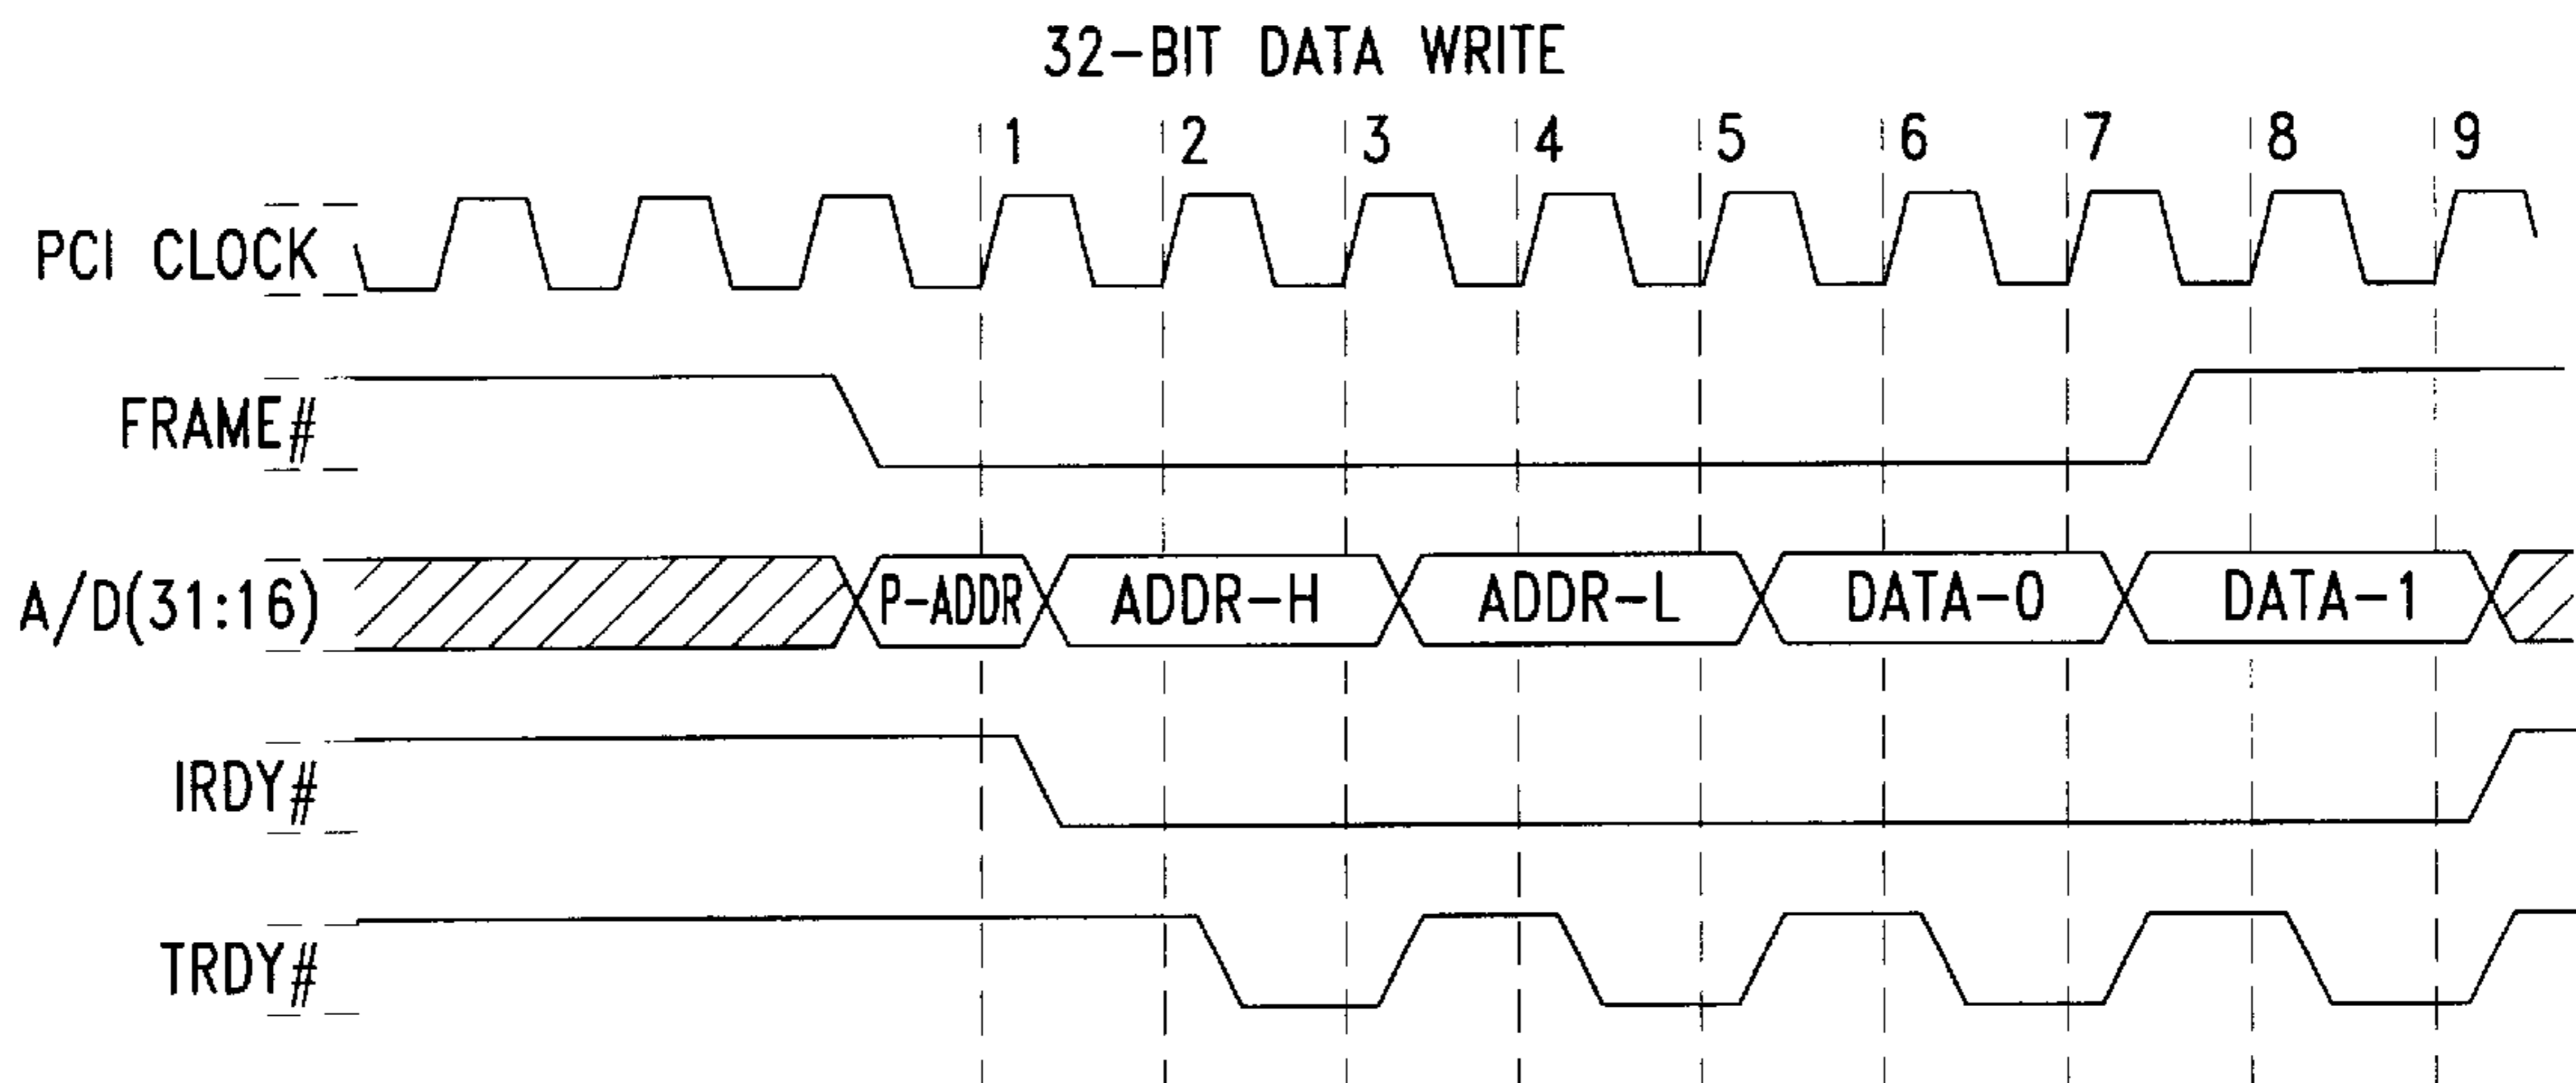 32-BIT DATA WRITE
1 2 3 4 5 6 7 8 9
PCI CLOCK
FRAME#
A/D(31:16) P-ADDR ADDR-H ADDR-L DATA-0 DATA-1
IRDY#
TRDY#